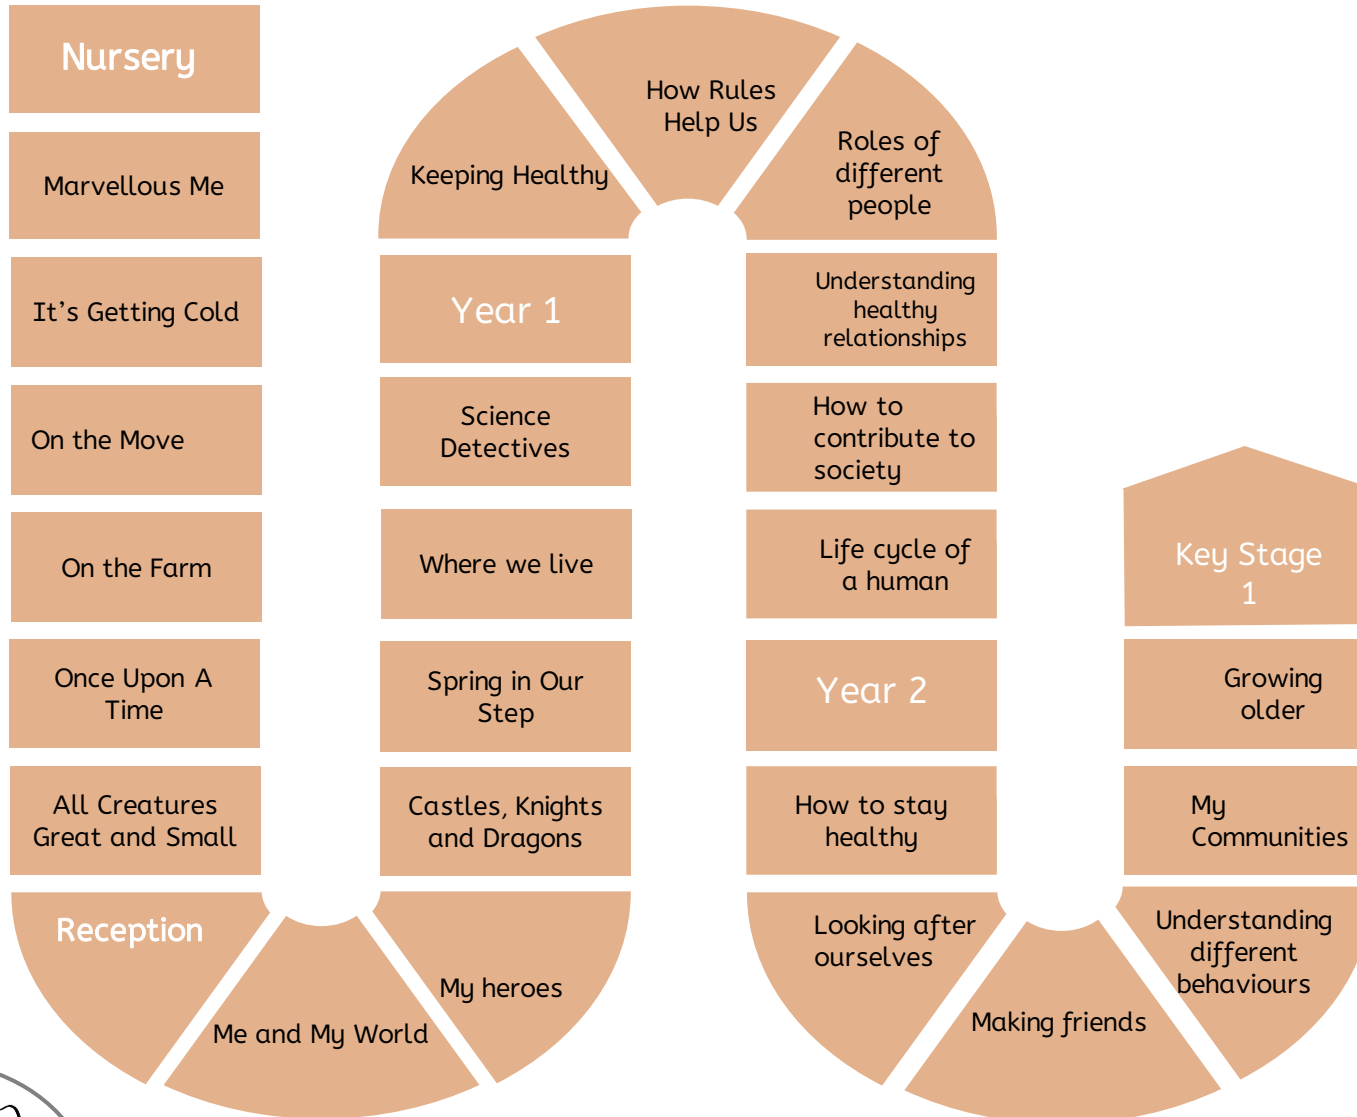 Nursery
Marvellous Me
It's Getting Cold
On the Move
On the Farm
Once Upon A
Time
All Creatures
Great and Small
Reception
Me and My World
My heroes
Castles, Knights
and Dragons
Spring in Our
Step
Where we live
Science
Detectives
Year 1
Keeping Healthy
How Rules
Help Us
Roles of
different
people
Understanding
healthy
relationships
How to
contribute to
society
Life cycle of
a human
Year 2
How to stay
healthy
Looking after
ourselves
Making friends
Understanding
different
behaviours
My
Communities
Growing
older
Key Stage
1